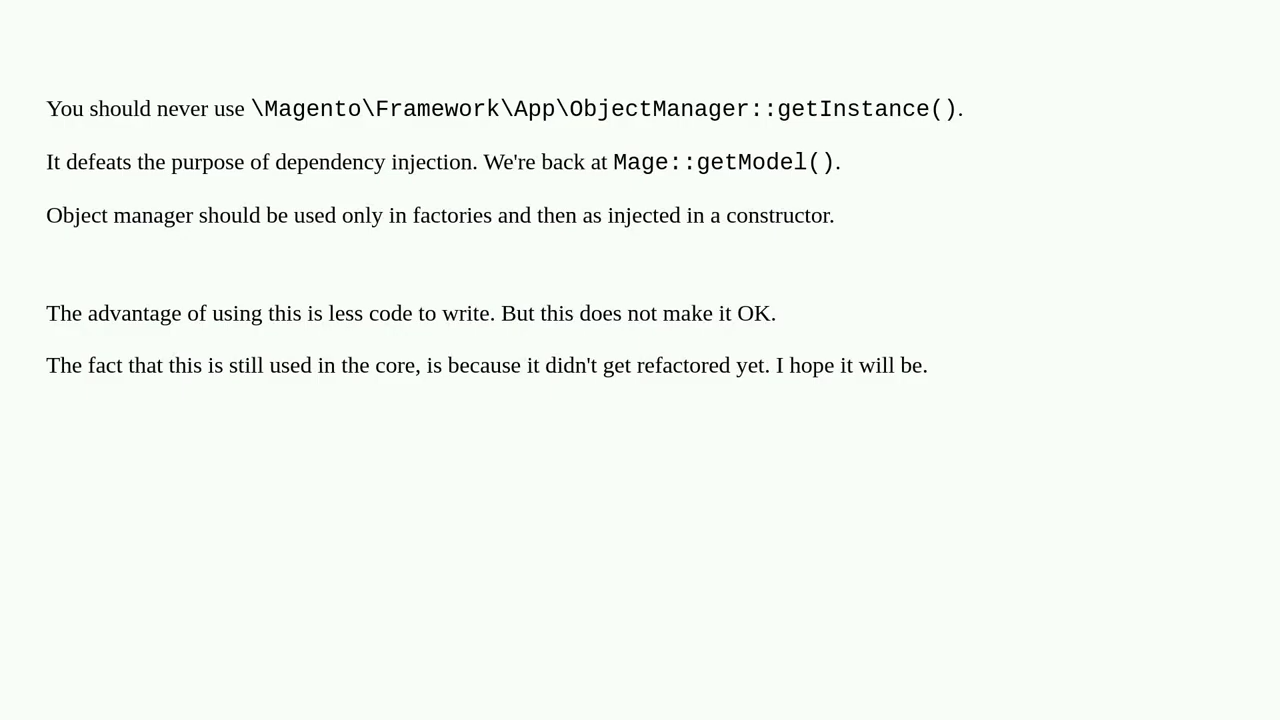 You should never use \Magento\Framework\App\ObjectManager::getInstance().
It defeats the purpose of dependency injection. We're back at Mage::getModel().
Object manager should be used only in factories and then as injected in a constructor.
The advantage of using this is less code to write. But this does not make it OK.
The fact that this is still used in the core, is because it didn't get refactored yet. I hope it will be.